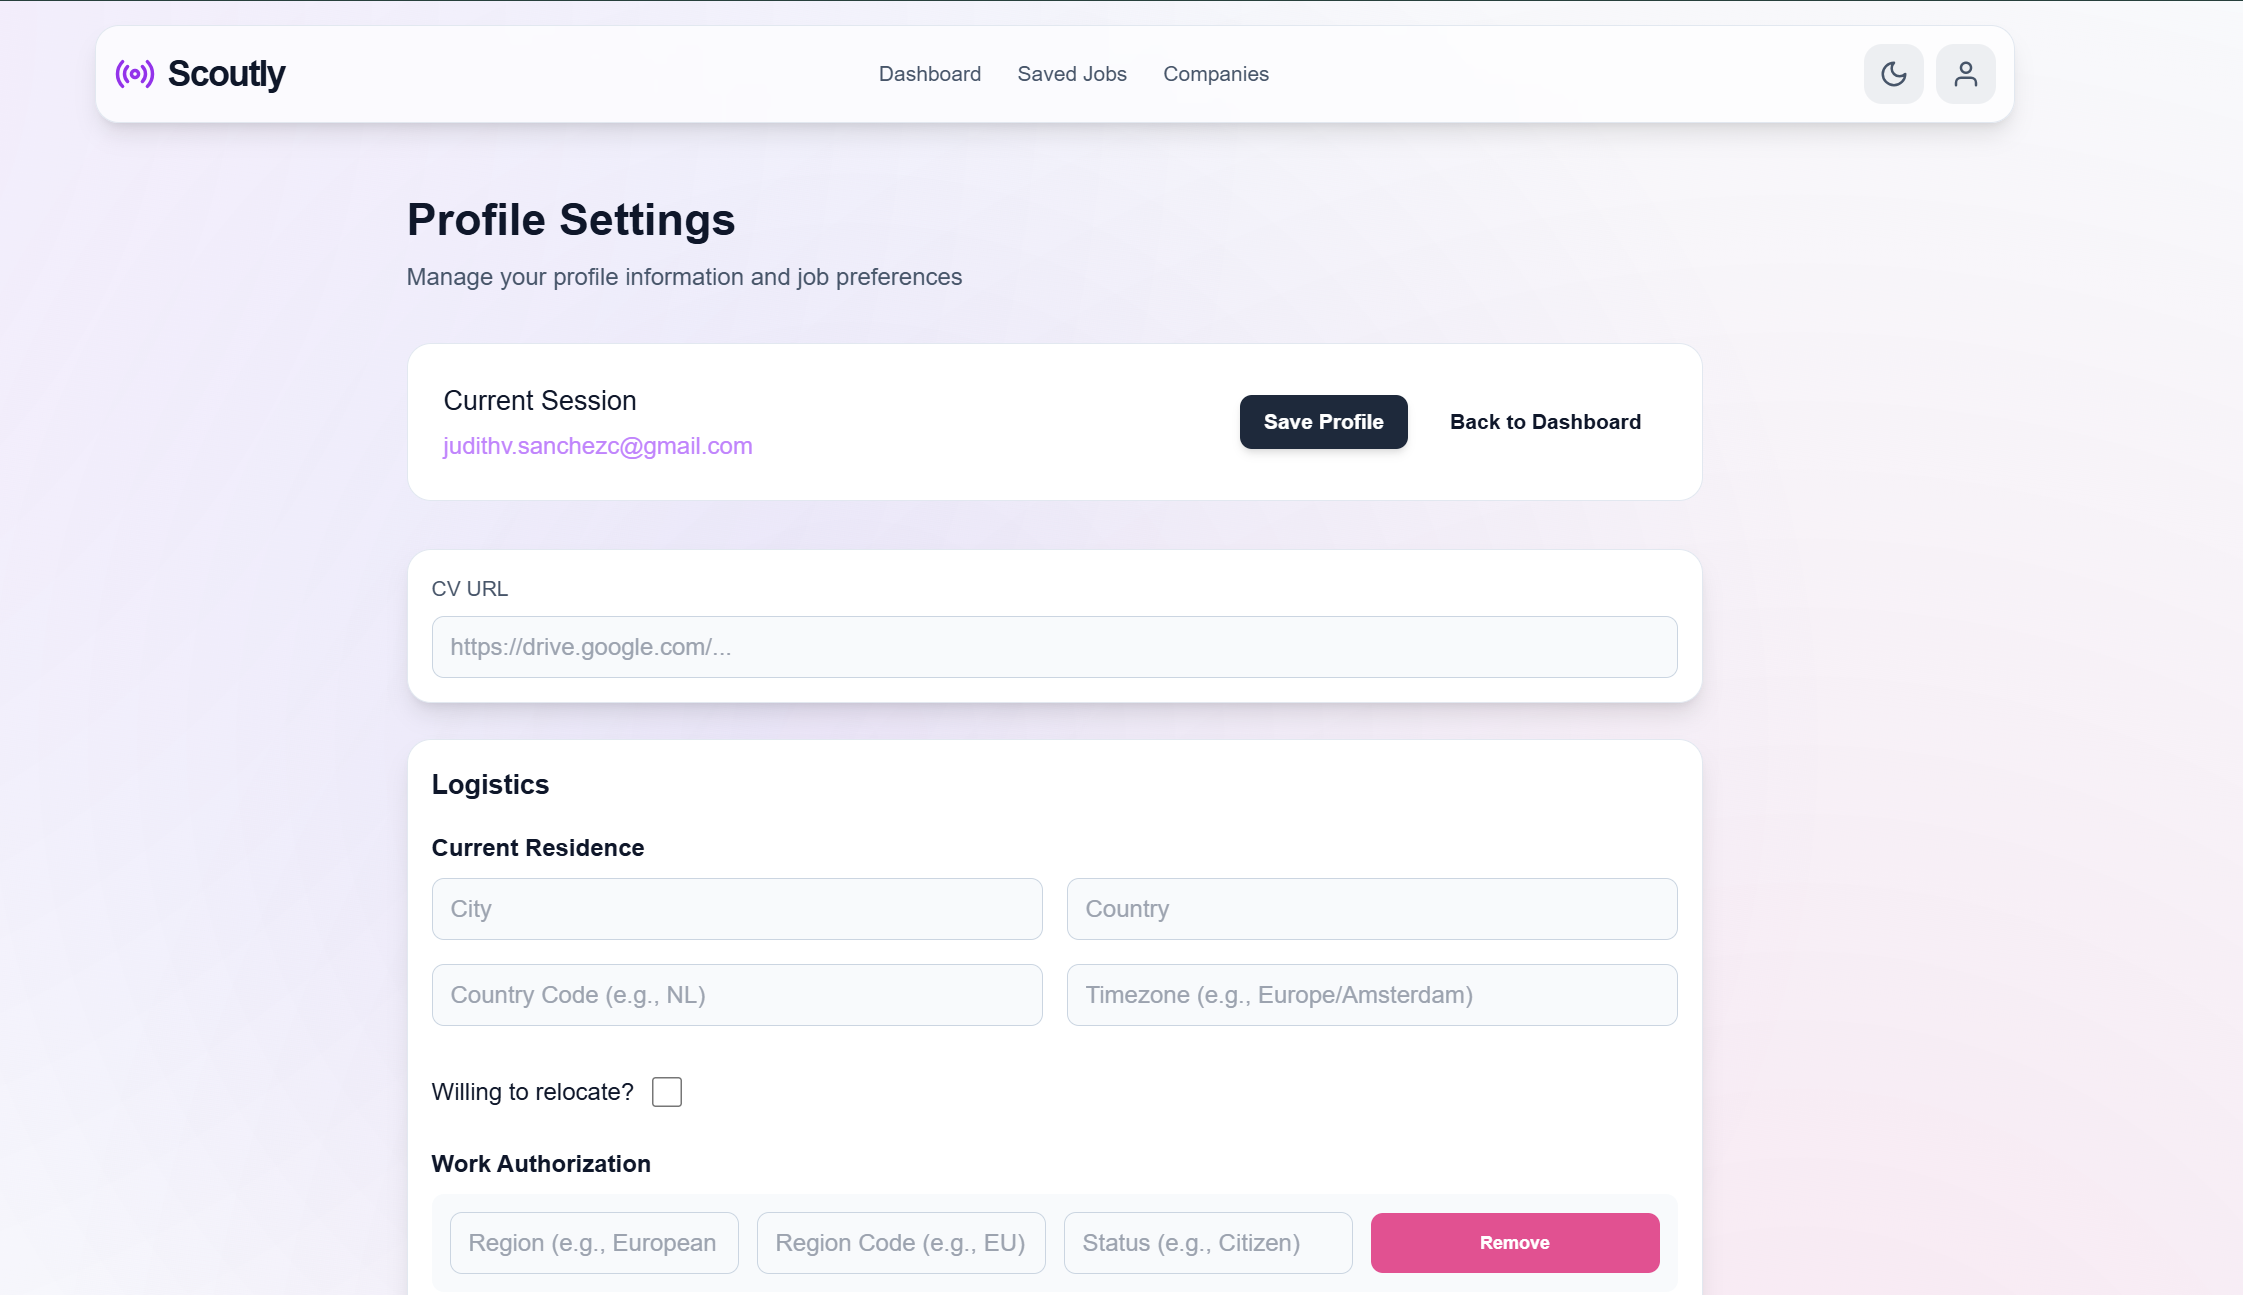 Scoutly
Dashboard Saved Jobs Companies
Profile Settings
Manage your profile information and job preferences
Current Session
judithv.sanchezc@gmail.com
Save Profile
Back to Dashboard
CV URL
https://drive.google.com/...
Logistics
Current Residence
City
Country
Country Code (e.g., NL)
Timezone (e.g., Europe/Amsterdam)
Willing to relocate?
Work Authorization
Region (e.g., European
Region Code (e.g., EU)
Status (e.g., Citizen)
Remove